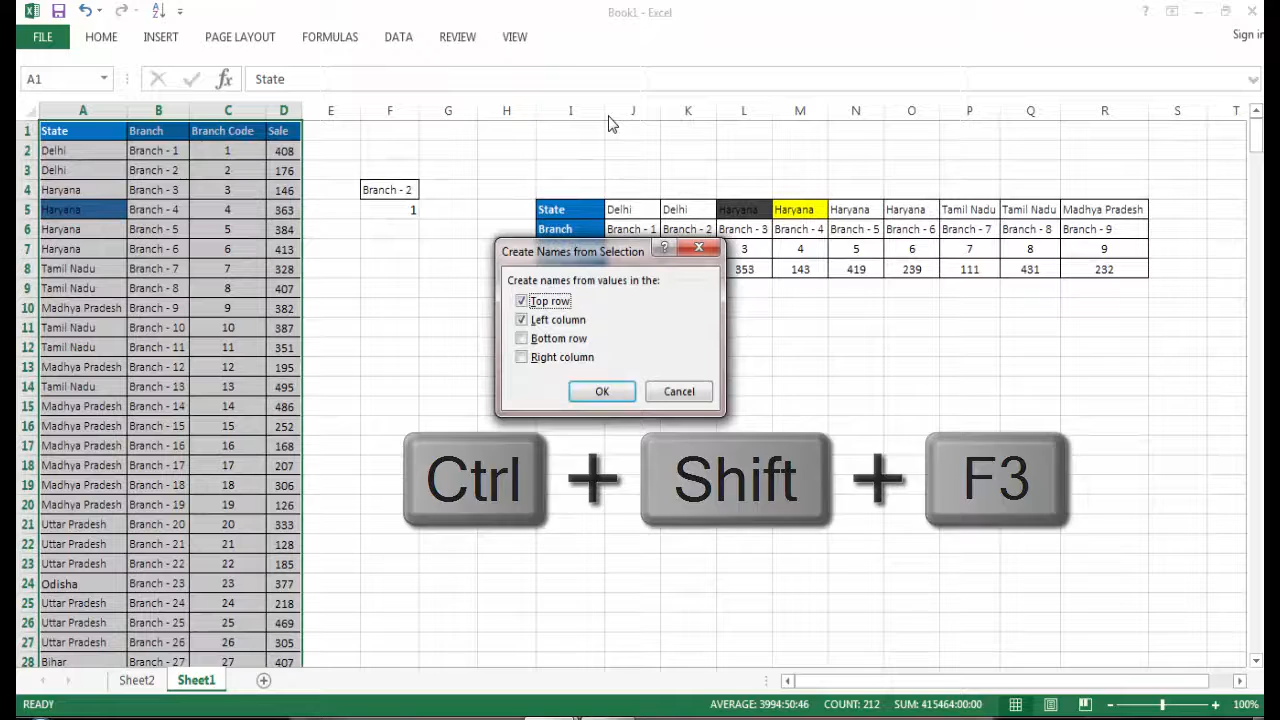 Book1 - Excel
?
FILE HOME INSERT PAGE LAYOUT FORMULAS DATA REVIEW VIEW Sign in
A1 fx State
A B C D E F G H I J K L M N O P Q R S T
1 State Branch Branch Code Sale
2 Delhi Branch - 1 1 408
3 Delhi Branch - 2 2 176
4 Haryana Branch - 3 3 146 Branch - 2
5 Haryana Branch - 4 4 363 1 State Delhi Delhi Haryana Haryana Haryana Haryana Tamil Nadu Tamil Nadu Madhya Pradesh
6 Haryana Branch - 5 5 384 Branch Branch - 1 Branch - 2 Branch - 3 Branch - 4 Branch - 5 Branch - 6 Branch - 7 Branch - 8 Branch - 9
7 Haryana Branch - 6 6 413 3 4 5 6 7 8 9
8 Tamil Nadu Branch - 7 7 328 353 143 419 239 111 431 232
9 Tamil Nadu Branch - 8 8 407
10 Madhya Pradesh Branch - 9 9 382
11 Tamil Nadu Branch - 10 10 387
12 Tamil Nadu Branch - 11 11 351
13 Madhya Pradesh Branch - 12 12 195
14 Tamil Nadu Branch - 13 13 495
15 Madhya Pradesh Branch - 14 14 486
16 Madhya Pradesh Branch - 15 15 252
17 Madhya Pradesh Branch - 16 16 168
18 Madhya Pradesh Branch - 17 17 207
19 Madhya Pradesh Branch - 18 18 306
20 Madhya Pradesh Branch - 19 19 126
21 Uttar Pradesh Branch - 20 20 333
22 Uttar Pradesh Branch - 21 21 128
23 Uttar Pradesh Branch - 22 22 185
24 Odisha Branch - 23 23 377
25 Uttar Pradesh Branch - 24 24 218
26 Uttar Pradesh Branch - 25 25 469
27 Uttar Pradesh Branch - 26 26 305
28 Bihar Branch - 27 27 407
Create Names from Selection ?
Create names from values in the:
Top row
Left column
Bottom row
Right column
OK Cancel
Ctrl + Shift + F3
Sheet2 Sheet1
READY AVERAGE: 3994:50:46 COUNT: 212 SUM: 415464:00:00 100%